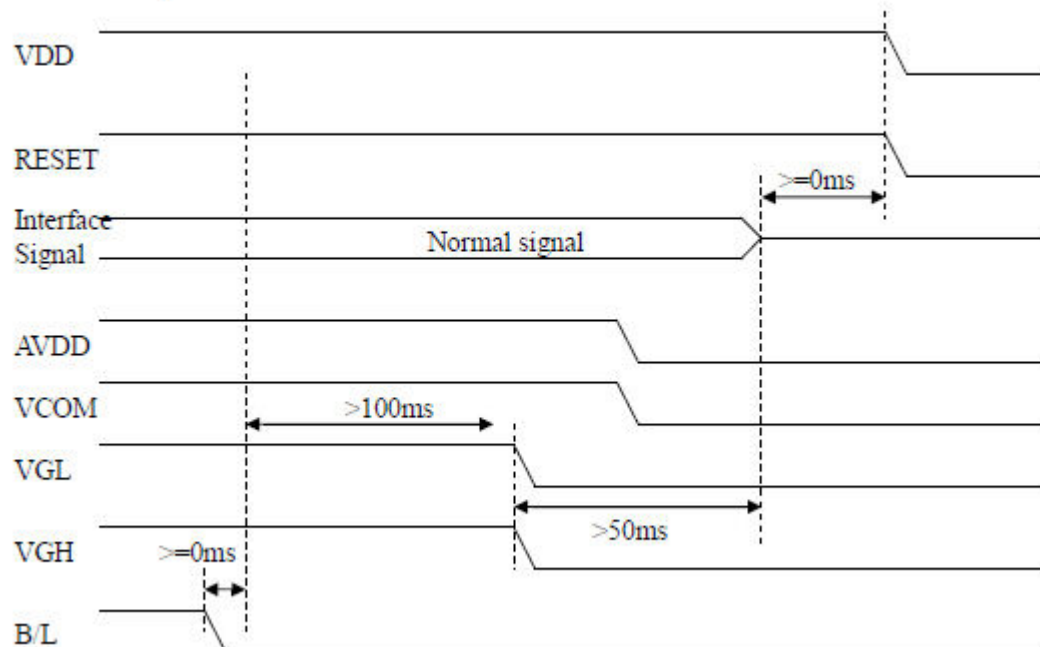 VDD
RESET
>=0ms
Interface
Signal
Normal signal
AVDD
VCOM
>100ms
VGL
>50ms
VGH
>=0ms
B/L